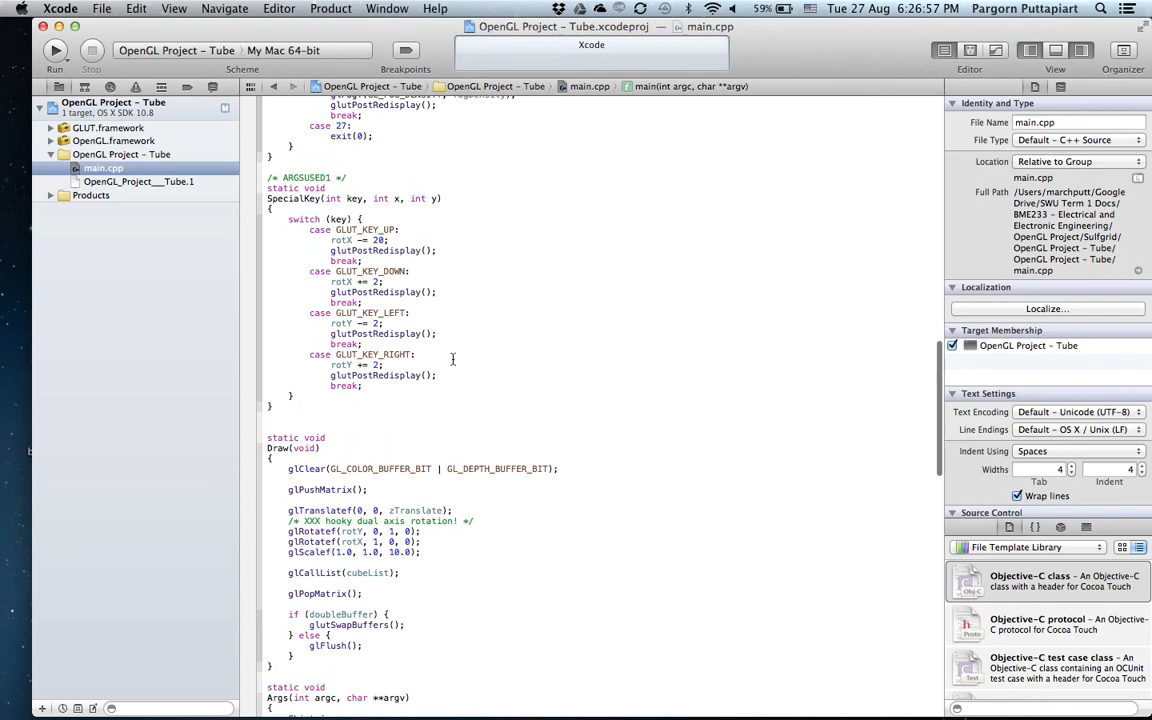 Xcode File Edit View Navigate Editor Product Window Help 59% Tue 27 Aug 6:26:57 PM Pargorn Puttapiart
OpenGL Project - Tube.xcodeproj — main.cpp
OpenGL Project - Tube My Mac 64-bit
Xcode
Run Stop Scheme Breakpoints Editor View Organizer
OpenGL Project - Tube
1 target, OS X SDK 10.8
M
GLUT.framework
OpenGL.framework
OpenGL Project - Tube
main.cpp
OpenGL_Project___Tube.1
Products
OpenGL Project - Tube OpenGL Project - Tube main.cpp main(int argc, char **argv)
glutPostRedisplay();
break;
case 27:
exit(0);
}
}
/* ARGSUSED1 */
static void
SpecialKey(int key, int x, int y)
{
switch (key) {
case GLUT_KEY_UP:
rotX -= 20;
glutPostRedisplay();
break;
case GLUT_KEY_DOWN:
rotX += 2;
glutPostRedisplay();
break;
case GLUT_KEY_LEFT:
rotY -= 2;
glutPostRedisplay();
break;
case GLUT_KEY_RIGHT:
rotY += 2;
glutPostRedisplay();
break;
}
}
static void
Draw(void)
{
glClear(GL_COLOR_BUFFER_BIT | GL_DEPTH_BUFFER_BIT);
glPushMatrix();
glTranslatef(0, 0, zTranslate);
/* XXX hooky dual axis rotation! */
glRotatef(rotY, 0, 1, 0);
glRotatef(rotX, 1, 0, 0);
glScalef(1.0, 1.0, 10.0);
glCallList(cubeList);
glPopMatrix();
if (doubleBuffer) {
glutSwapBuffers();
} else {
glFlush();
}
}
static void
Args(int argc, char **argv)
Identity and Type
File Name main.cpp
File Type Default - C++ Source
Location Relative to Group
main.cpp
Full Path /Users/marchputt/Google
Drive/SWU Term 1 Docs/
BME233 - Electrical and
Electronic Engineering/
OpenGL Project/Sulfgrid/
OpenGL Project - Tube/
OpenGL Project - Tube/
main.cpp
Localization
Localize...
Target Membership
OpenGL Project - Tube
Text Settings
Text Encoding Default - Unicode (UTF-8)
Line Endings Default - OS X / Unix (LF)
Indent Using Spaces
Widths 4 4
Tab Indent
Wrap lines
Source Control
File Template Library
Objective-C class - An Objective-C
class with a header for Cocoa Touch
Objective-C protocol - An Objective-
C protocol for Cocoa Touch
Objective-C test case class - An
Objective-C class containing an OCUnit
test case with a header for Cocoa Touch